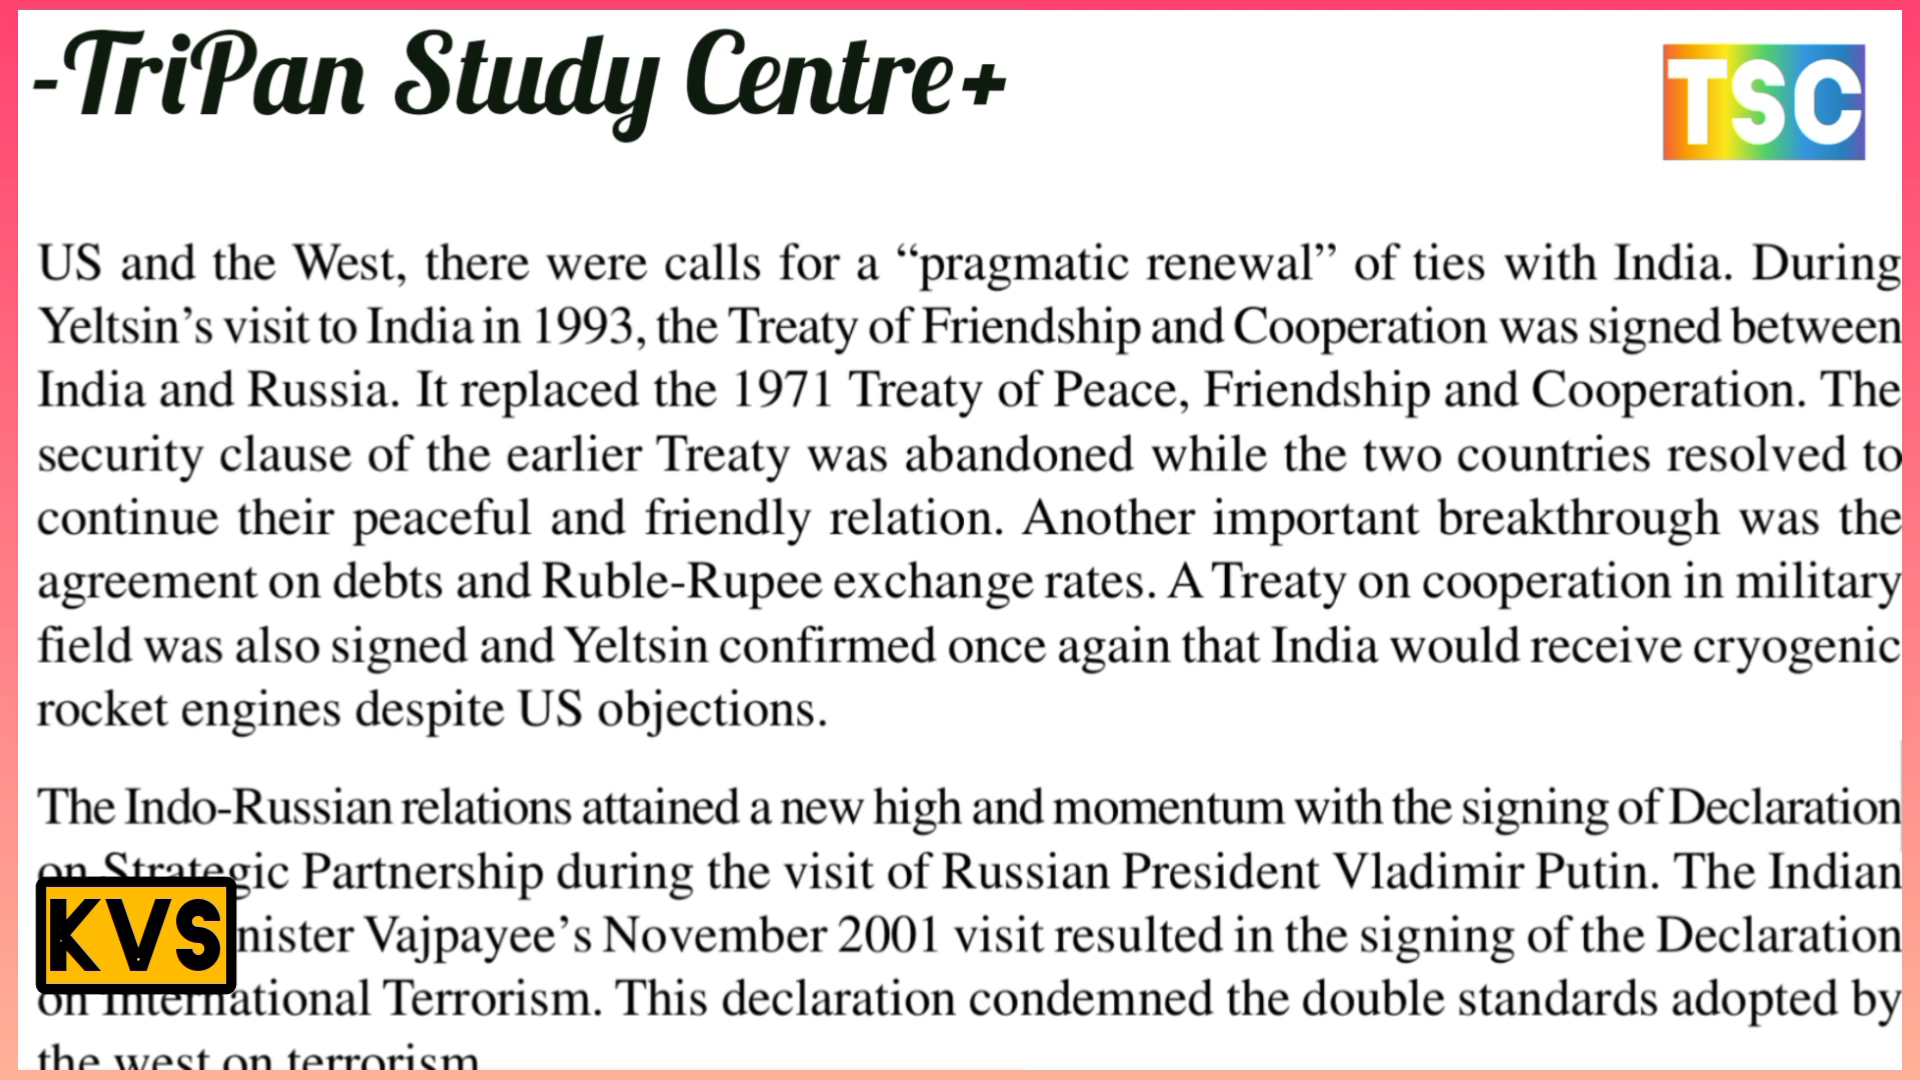 -TriPan Study Centre+
TSC
US and the West, there were calls for a “pragmatic renewal” of ties with India. During
Yeltsin’s visit to India in 1993, the Treaty of Friendship and Cooperation was signed between
India and Russia. It replaced the 1971 Treaty of Peace, Friendship and Cooperation. The
security clause of the earlier Treaty was abandoned while the two countries resolved to
continue their peaceful and friendly relation. Another important breakthrough was the
agreement on debts and Ruble-Rupee exchange rates. A Treaty on cooperation in military
field was also signed and Yeltsin confirmed once again that India would receive cryogenic
rocket engines despite US objections.
The Indo-Russian relations attained a new high and momentum with the signing of Declaration
on Strategic Partnership during the visit of Russian President Vladimir Putin. The Indian
KVS
nister Vajpayee’s November 2001 visit resulted in the signing of the Declaration
on International Terrorism. This declaration condemned the double standards adopted by
the west on terrorism